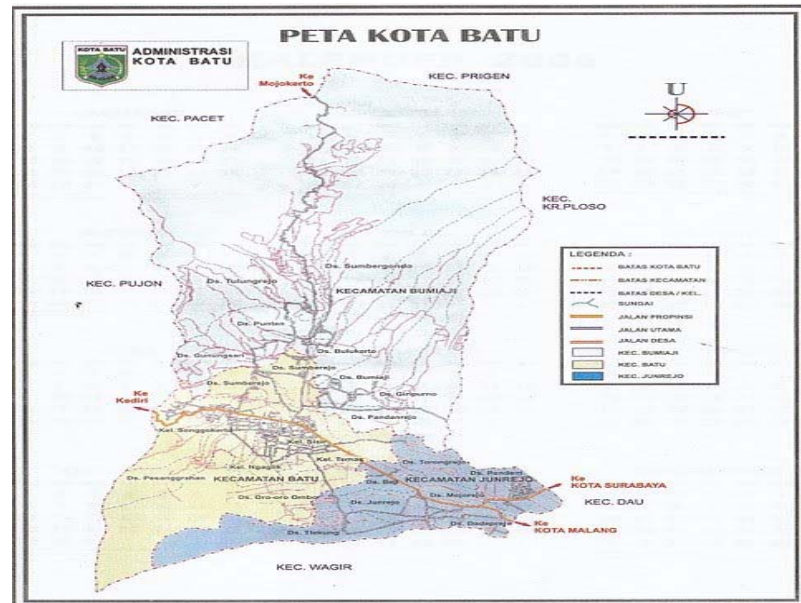 PETA KOTA BATU
KOTA BATU
ADMINISTRASI
KOTA BATU
Ke
Mojokerto
KEC. PRIGEN
KEC. PACET
U
KEC.
KR.PLOSO
KEC. PUJON
Ds. Sumbergondo
Ds. Tulungrejo
KECAMATAN BUMIAJI
Ds. Punten
Ds. Bulukerto
Ds. Gunungsari
Ds. Sumberejo
Ds. Sumberejo
Ds. Bumiaji
Ds. Giripurno
Ds. Pandanrejo
Ke
Kediri
Kel. Songgokerto
Kel. Sisir
Kel. Temas
Kel. Ngaglik
Ds. Pesanggrahan
KECAMATAN BATU
Ds. Oro-oro Ombo
Ds. Torongrejo
Ds. Pendem
KECAMATAN JUNREJO
Ds. Beji
Ds. Mojorejo
Ds. Junrejo
Ds. Dadaprejo
Ds. Tlekung
Ke
KOTA SURABAYA
KEC. DAU
Ke
KOTA MALANG
KEC. WAGIR
LEGENDA :
BATAS KOTA BATU
BATAS KECAMATAN
BATAS DESA / KEL.
SUNGAI
JALAN PROPINSI
JALAN UTAMA
JALAN DESA
KEC. BUMIAJI
KEC. BATU
KEC. JUNREJO